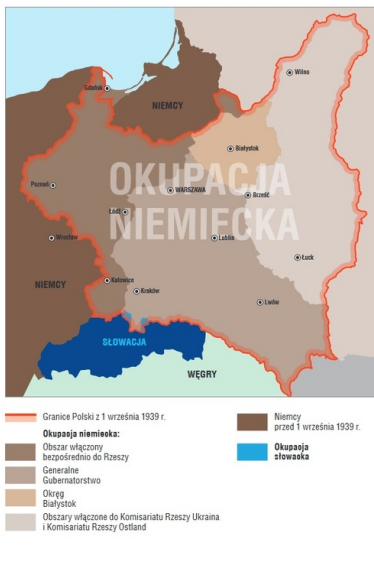 Gdańsk
Wilno
NIEMCY
Białystok
OKUPACJA
NIEMIECKA
Poznań
WARSZAWA
Brześć
Łódź
Wrocław
Lublin
Łuck
NIEMCY
Katowice
Kraków
Lwów
SŁOWACJA
WĘGRY
Granice Polski z 1 września 1939 r.
Okupacja niemiecka:
Obszar włączony
bezpośrednio do Rzeszy
Generalne
Gubernatorstwo
Okręg
Białystok
Obszary włączone do Komisariatu Rzeszy Ukraina
i Komisariatu Rzeszy Ostland
Niemcy
przed 1 września 1939 r.
Okupacja
słowacka